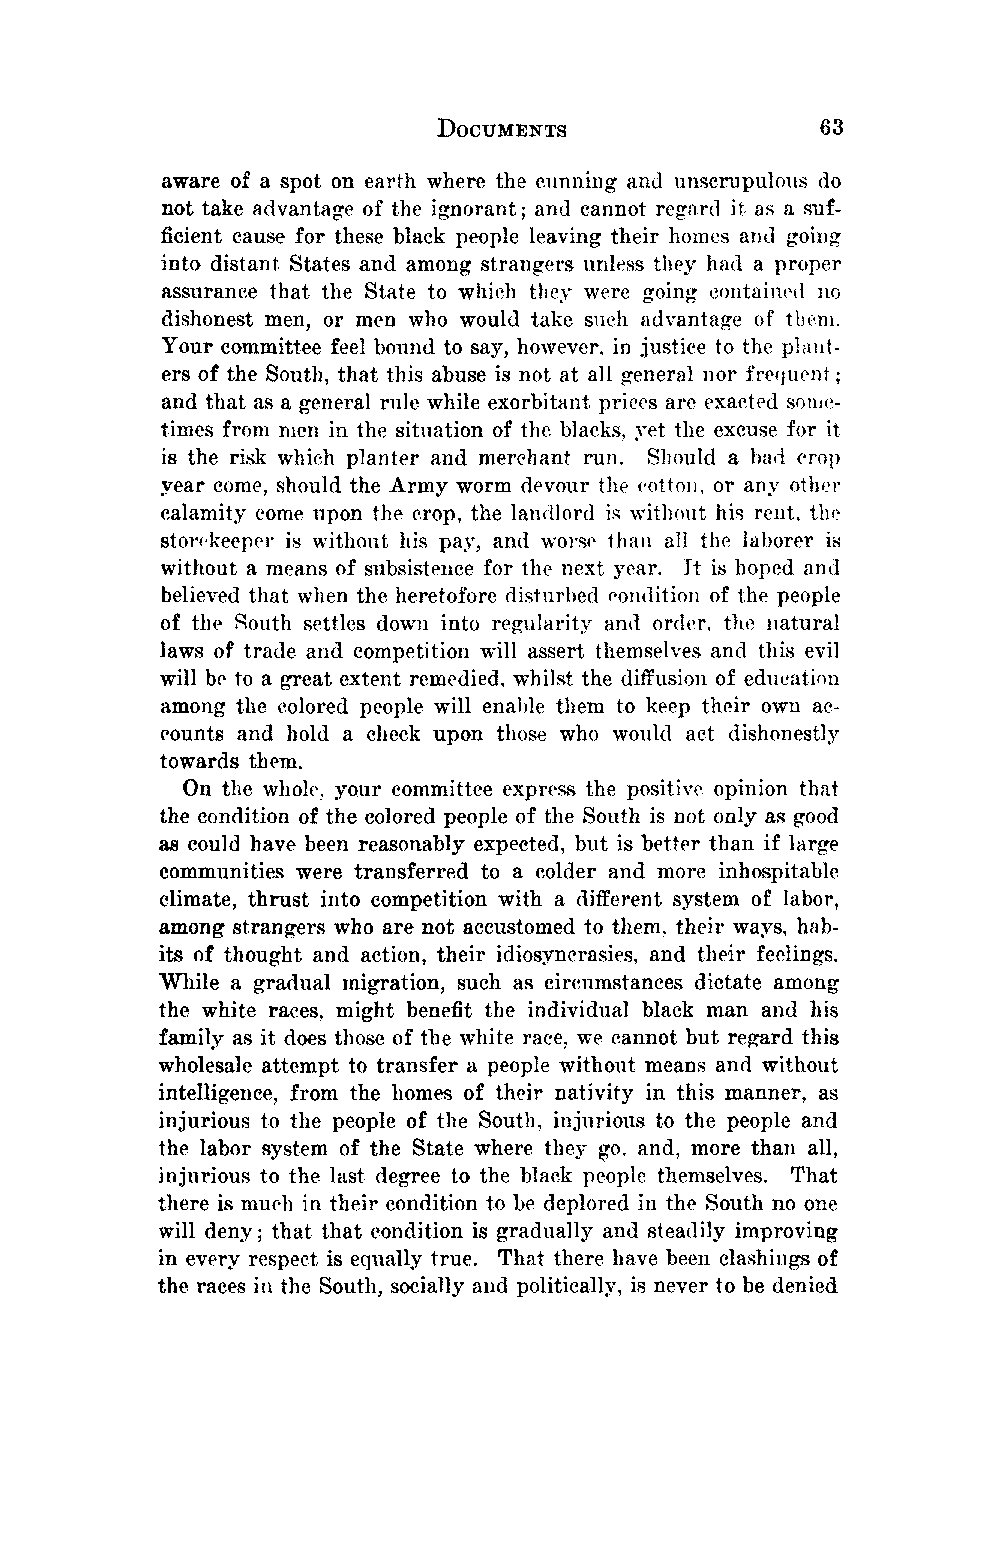 DOCUMENTS 63
aware of a spot on earth where the cunning and unscrupulous do
not take advantage of the ignorant; and cannot regard it as a suf-
ficient cause for these black people leaving their homes and going
into distant States and among strangers unless they had a proper
assurance that the State to which they were going contained no
dishonest men, or men who would take such advantage of them.
Your committee feel bound to say, however, in justice to the plant-
ers of the South, that this abuse is not at all general nor frequent;
and that as a general rule while exorbitant prices are exacted some-
times from men in the situation of the blacks, yet the excuse for it
is the risk which planter and merchant run. Should a bad crop
year come, should the Army worm devour the cotton, or any other
calamity come upon the crop, the landlord is without his rent, the
storekeeper is without his pay, and worse than all the laborer is
without a means of subsistence for the next year. It is hoped and
believed that when the heretofore disturbed condition of the people
of the South settles down into regularity and order, the natural
laws of trade and competition will assert themselves and this evil
will be to a great extent remedied, whilst the diffusion of education
among the colored people will enable them to keep their own ac-
counts and hold a check upon those who would act dishonestly
towards them.
On the whole, your committee express the positive opinion that
the condition of the colored people of the South is not only as good
as could have been reasonably expected, but is better than if large
communities were transferred to a colder and more inhospitable
climate, thrust into competition with a different system of labor,
among strangers who are not accustomed to them, their ways, hab-
its of thought and action, their idiosyncrasies, and their feelings.
While a gradual migration, such as circumstances dictate among
the white races, might benefit the individual black man and his
family as it does those of the white race, we cannot but regard this
wholesale attempt to transfer a people without means and without
intelligence, from the homes of their nativity in this manner, as
injurious to the people of the South, injurious to the people and
the labor system of the State where they go, and, more than all,
injurious to the last degree to the black people themselves. That
there is much in their condition to be deplored in the South no one
will deny; that that condition is gradually and steadily improving
in every respect is equally true. That there have been clashings of
the races in the South, socially and politically, is never to be denied